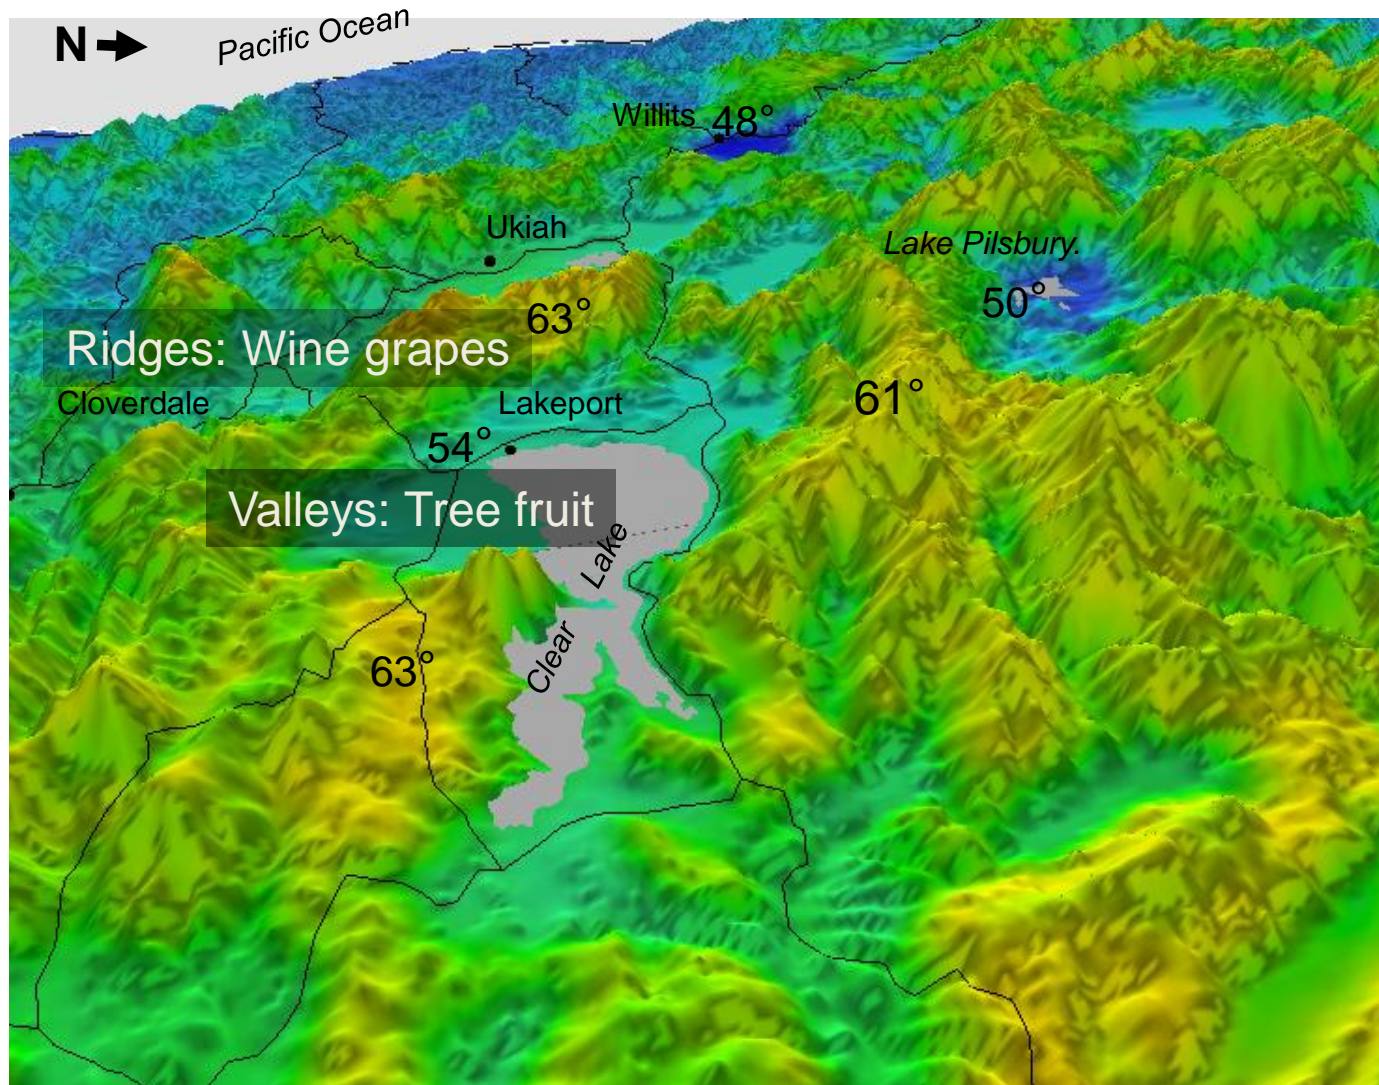 N
Pacific Ocean
Willits 48°
Ukiah
Lake Pilsbury.
50°
63°
Ridges: Wine grapes
61°
Cloverdale
Lakeport
54°
Valleys: Tree fruit
Clear Lake
63°